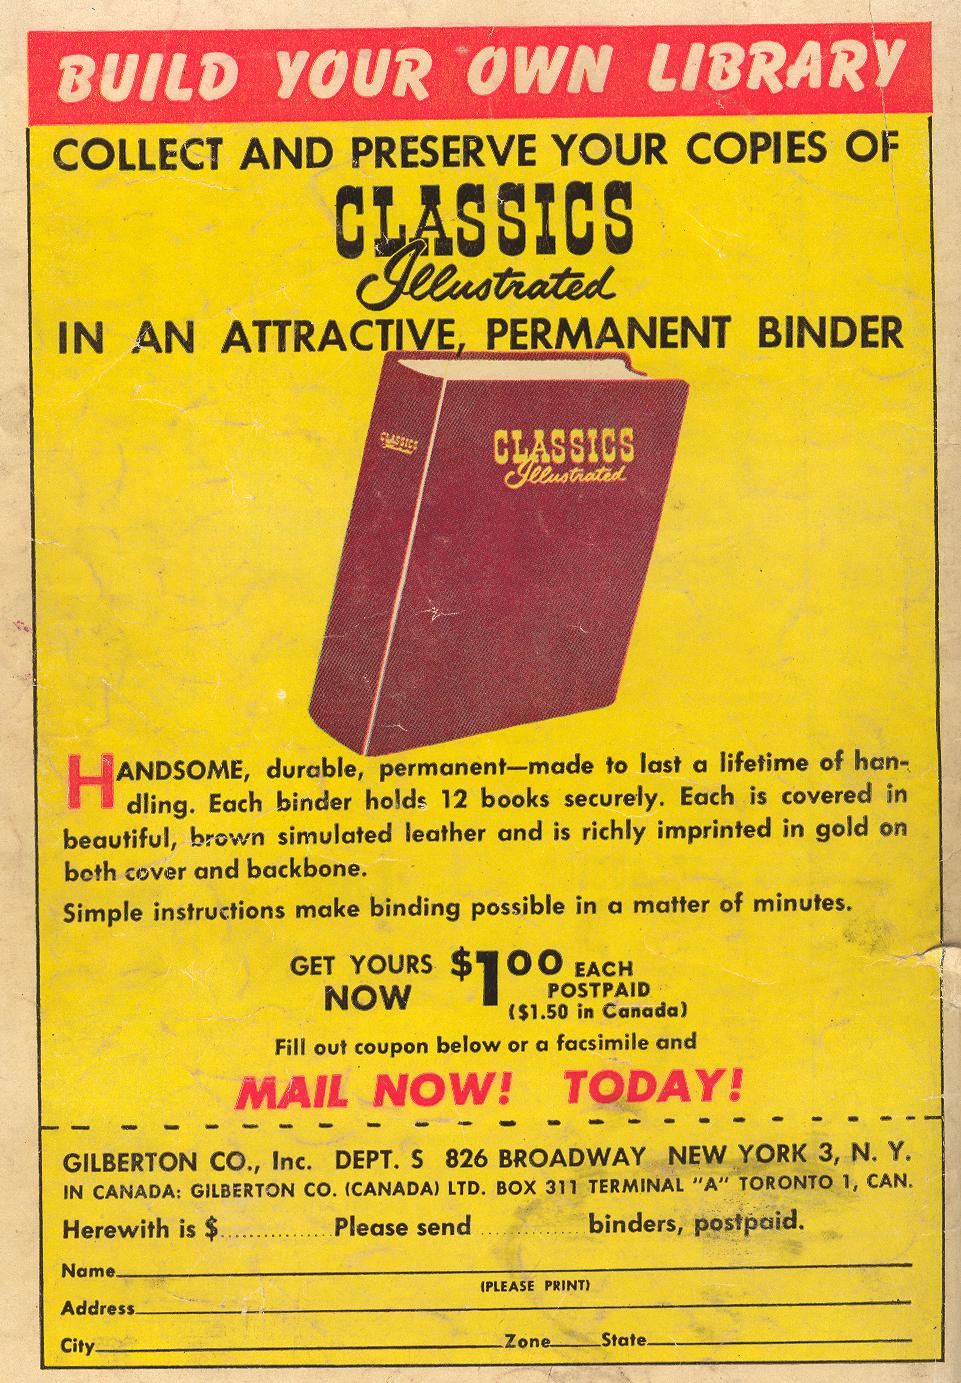 BUILD YOUR OWN LIBRARY
COLLECT AND PRESERVE YOUR COPIES OF
CLASSICS
Illustrated
IN AN ATTRACTIVE, PERMANENT BINDER
CLASSICS
Illustrated
CLASSICS
Illustrated
HANDSOME, durable, permanent—made to last a lifetime of han-
dling. Each binder holds 12 books securely. Each is covered in
beautiful, brown simulated leather and is richly imprinted in gold on
both cover and backbone.
Simple instructions make binding possible in a matter of minutes.
GET YOURS NOW $1.00 EACH
POSTPAID
($1.50 in Canada)
Fill out coupon below or a facsimile and
MAIL NOW! TODAY!
GILBERTON CO., Inc. DEPT. S 826 BROADWAY NEW YORK 3, N. Y.
IN CANADA: GILBERTON CO. (CANADA) LTD. BOX 311 TERMINAL "A" TORONTO 1, CAN.
Herewith is $.............. Please send .............. binders, postpaid.
Name
(PLEASE PRINT)
Address
City Zone State